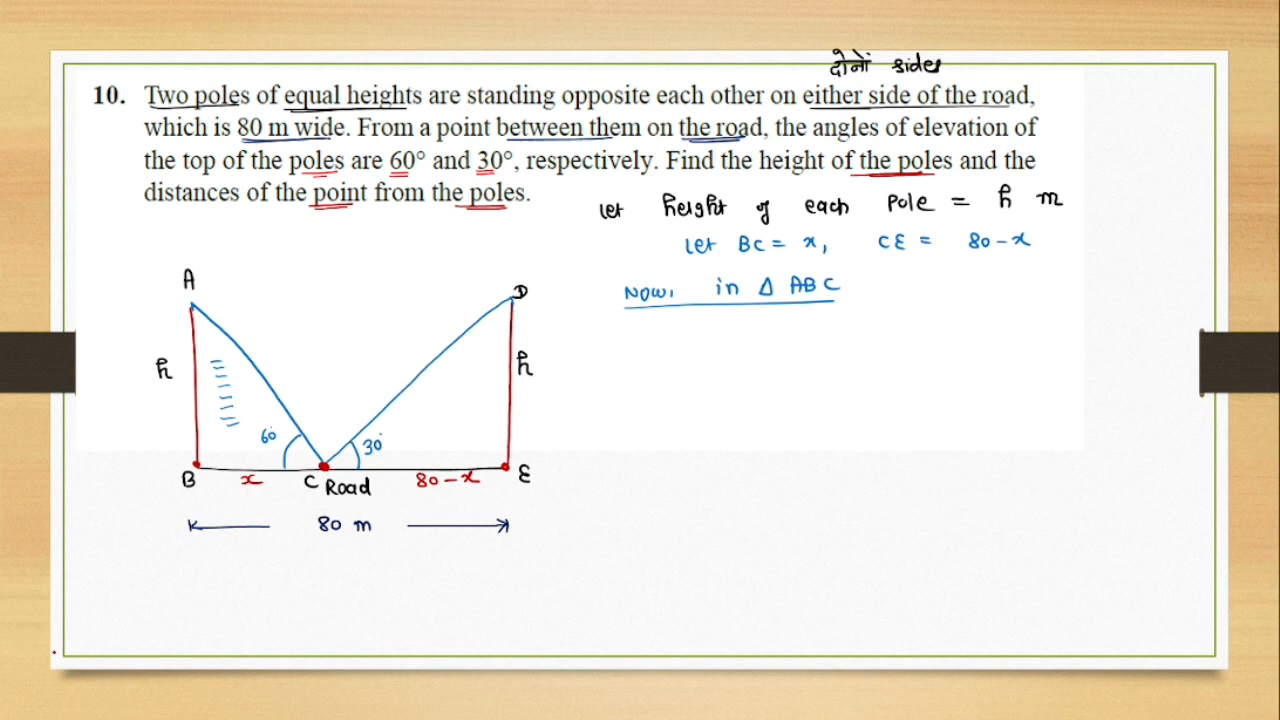 दोनों sides
10. Two poles of equal heights are standing opposite each other on either side of the road,
which is 80 m wide. From a point between them on the road, the angles of elevation of
the top of the poles are 60° and 30°, respectively. Find the height of the poles and the
distances of the point from the poles.
Let height of each Pole = h m
Let BC = x, CE = 80-x
Now, in Δ ABC
A
D
h
h
60°
30°
B
x
C
Road
80-x
E
80 m